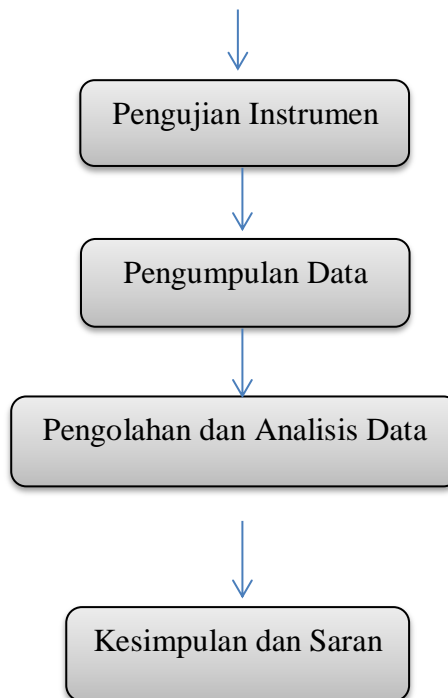 Pengujian Instrumen
Pengumpulan Data
Pengolahan dan Analisis Data
Kesimpulan dan Saran